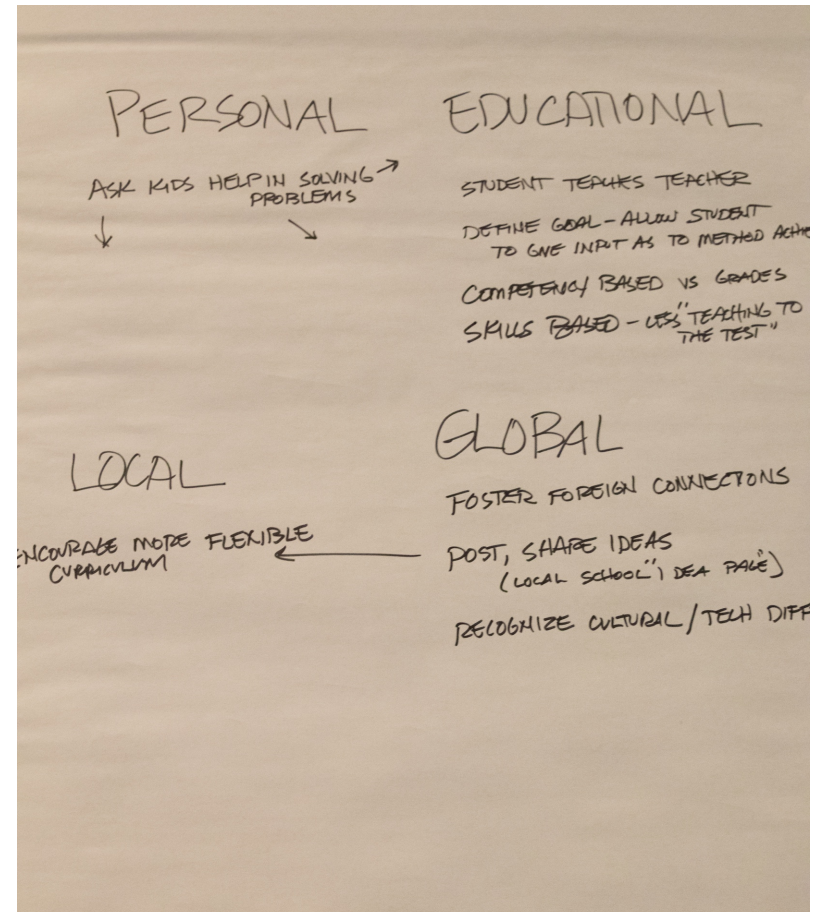 PERSONAL
ASK KIDS HELP IN SOLVING
PROBLEMS
EDUCATIONAL
STUDENT TEACHES TEACHER
DEFINE GOAL - ALLOW STUDENT
TO GIVE INPUT AS TO METHOD
COMPETENCY BASED VS GRADES
SKILLS BASED - LESS "TEACHING TO
THE TEST"
LOCAL
ENCOURAGE MORE FLEXIBLE
CURRICULUM
GLOBAL
FOSTER FOREIGN CONNECTIONS
POST, SHARE IDEAS
(LOCAL SCHOOL "IDEA PAGE")
RECOGNIZE CULTURAL / TECH DIFF